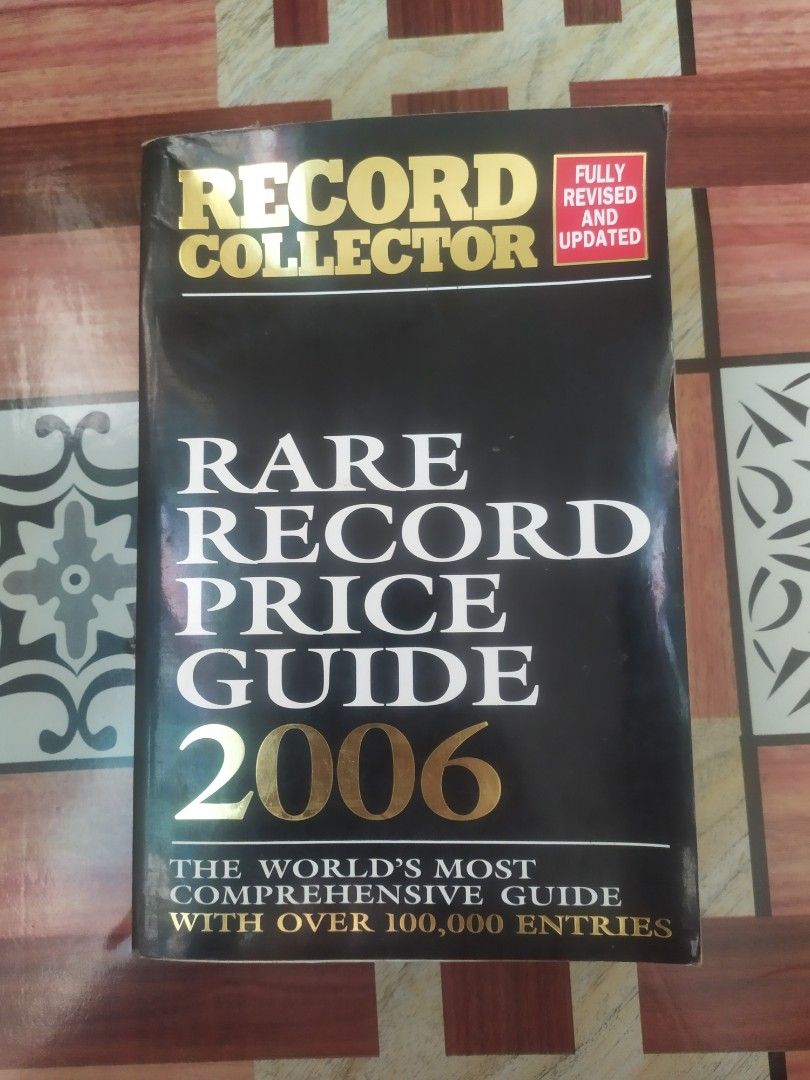 RECORD
COLLECTOR
FULLY
REVISED
AND
UPDATED
RARE
RECORD
PRICE
GUIDE
2006
THE WORLD'S MOST
COMPREHENSIVE GUIDE
WITH OVER 100,000 ENTRIES